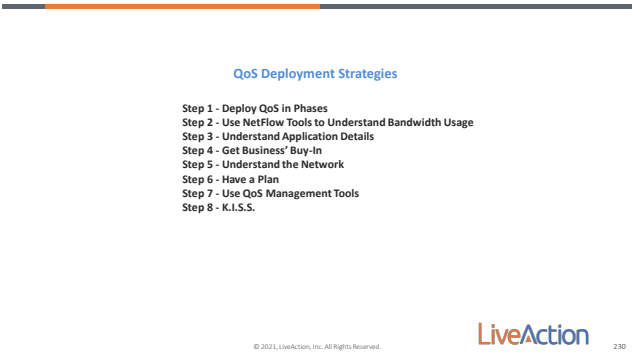 QoS Deployment Strategies
Step 1 - Deploy QoS in Phases
Step 2 - Use NetFlow Tools to Understand Bandwidth Usage
Step 3 - Understand Application Details
Step 4 - Get Business’ Buy-In
Step 5 - Understand the Network
Step 6 - Have a Plan
Step 7 - Use QoS Management Tools
Step 8 - K.I.S.S.
© 2021, LiveAction, Inc. All Rights Reserved.
LiveAction
230